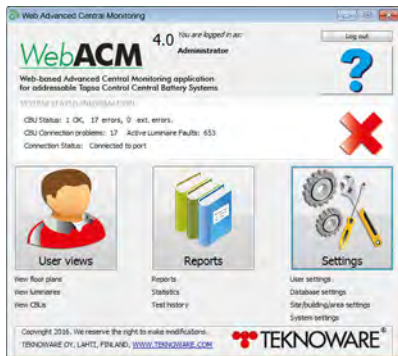 Web Advanced Central Monitoring
WebACM 4.0
You are logged in as:
Administrator
Log out
Web-based Advanced Central Monitoring application
for addressable Tapsa Control Central Battery Systems
SYSTEM STATUS INFORMATION
CBU Status: 1 OK, 17 errors, 0 ext. errors.
CBU Connection problems: 17 Active Luminaire Faults: 653
Connection Status: Connected to port
User views
Reports
Settings
View floor plans
View luminaires
View CBUs
Reports
Statistics
Test history
User settings
Database settings
Site/building/area settings
System settings
Copyright 2016. We reserve the right to make modifications.
TEKNOWARE OY, LAHTI, FINLAND, WWW.TEKNOWARE.COM
TEKNOWARE®